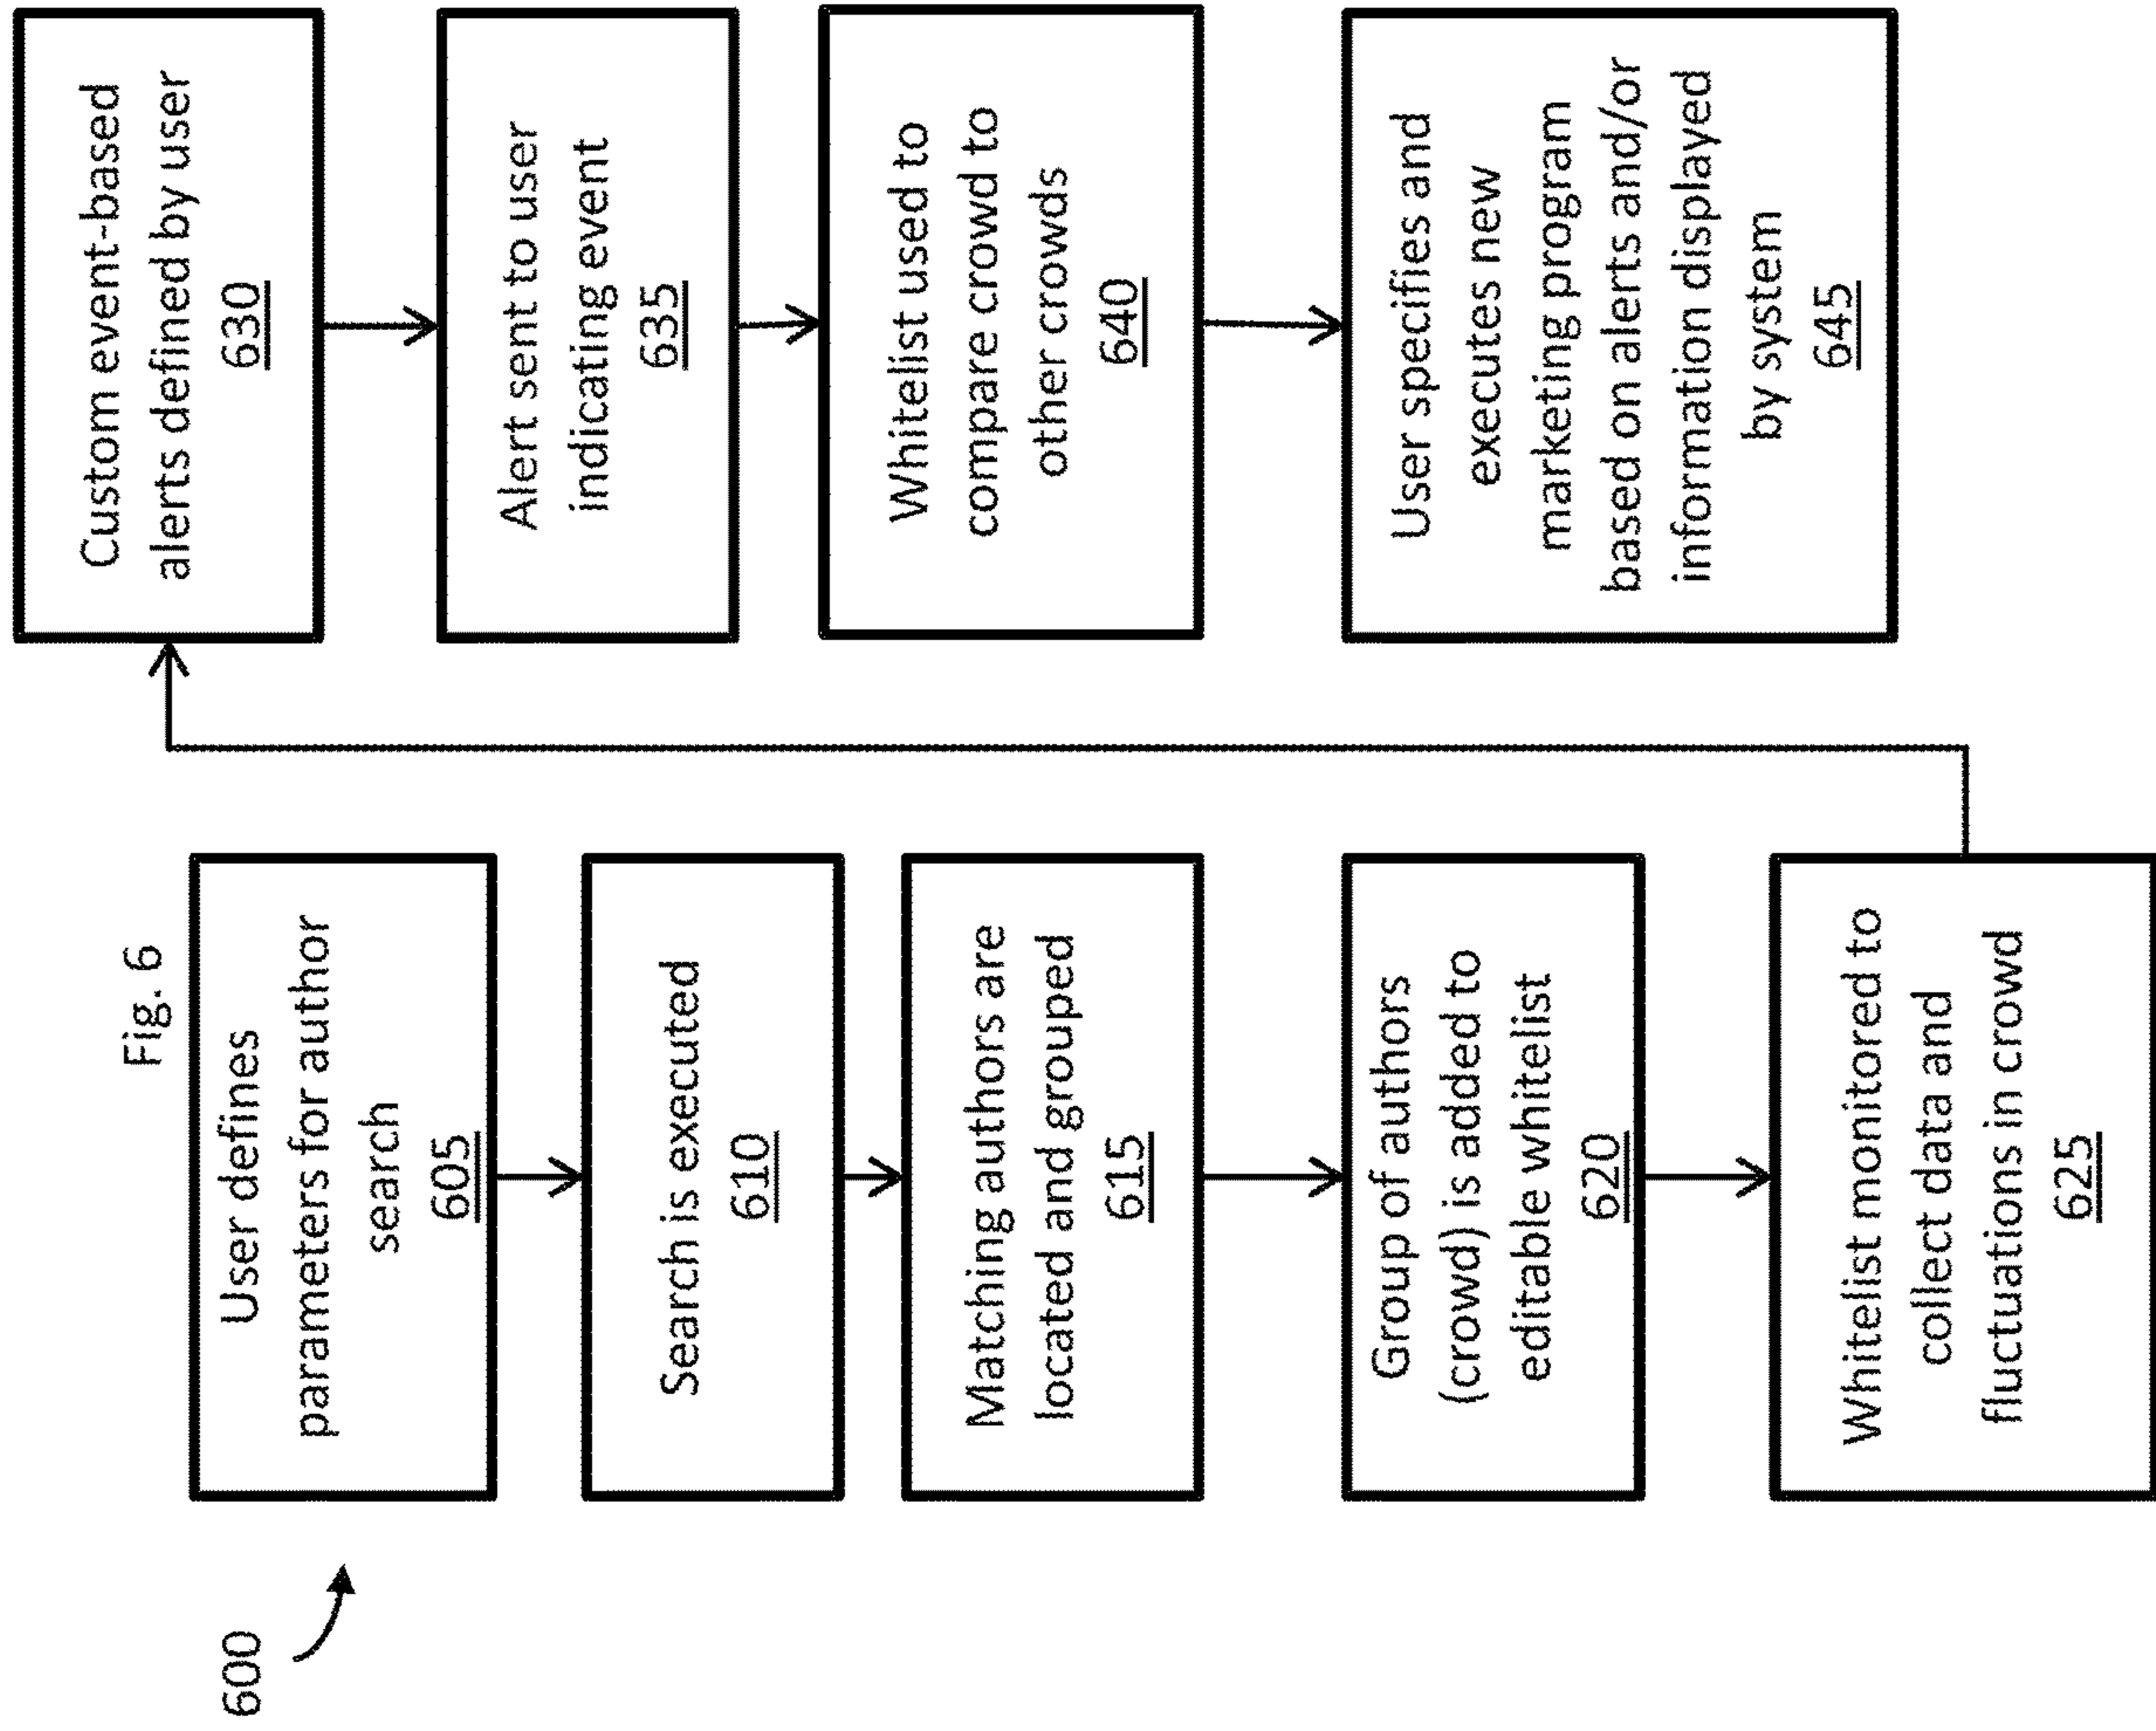 Fig. 6
600
User defines
parameters for author
search
605
Search is executed
610
Matching authors are
located and grouped
615
Group of authors
(crowd) is added to
editable whitelist
620
Whitelist monitored to
collect data and
fluctuations in crowd
625
Custom event-based
alerts defined by user
630
Alert sent to user
indicating event
635
Whitelist used to
compare crowd to
other crowds
640
User specifies and
executes new
marketing program
based on alerts and/or
information displayed
by system
645